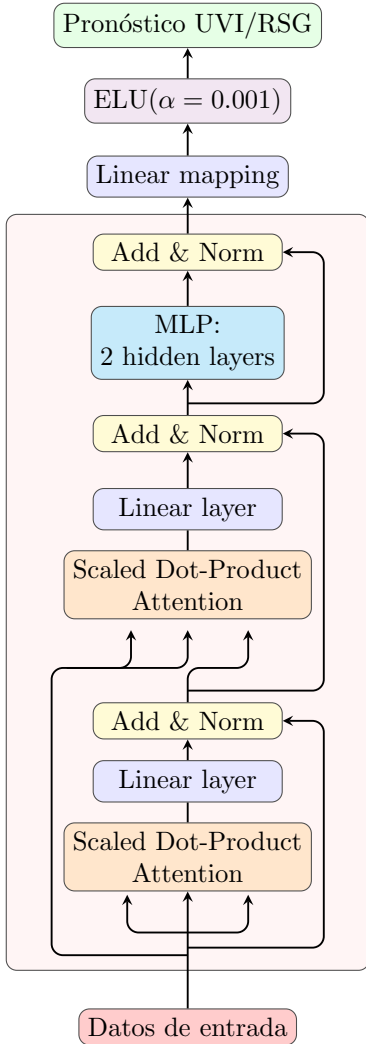 Pronóstico UVI/RSG
ELU(α = 0.001)
Linear mapping
Add & Norm
MLP:
2 hidden layers
Add & Norm
Linear layer
Scaled Dot-Product
Attention
Add & Norm
Linear layer
Scaled Dot-Product
Attention
Datos de entrada